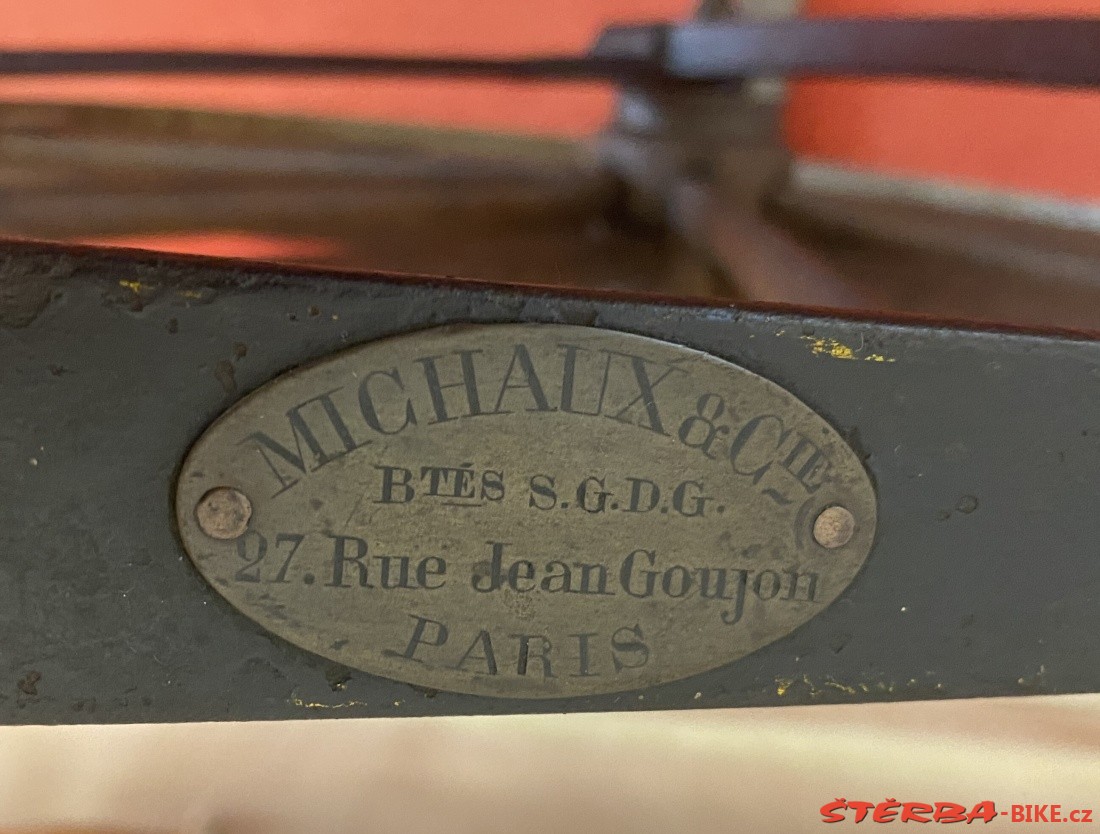 MICHAUX & CIE
BTÉS S.G.D.G.
27. Rue Jean Goujon
PARIS
ŠTĚRBA-BIKE.cz